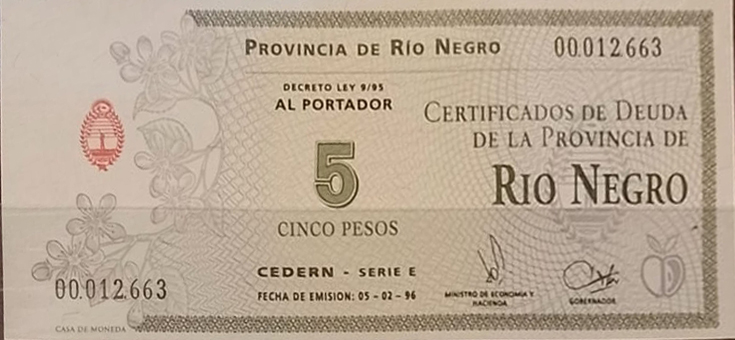 PROVINCIA DE RÍO NEGRO
00.012663
DECRETO LEY 9/95
AL PORTADOR
CERTIFICADOS DE DEUDA
DE LA PROVINCIA DE
RIO NEGRO
5
CINCO PESOS
CEDERN - SERIE E
FECHA DE EMISION: 05 - 02 - 96
MINISTRO DE ECONOMIA Y
HACIENDA
GOBERNADOR
00.012663
CASA DE MONEDA